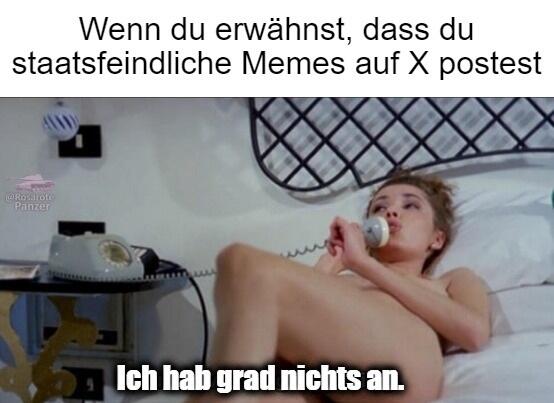 Wenn du erwähnst, dass du
staatsfeindliche Memes auf X postest
@Rosarote
Panzer
Ich hab grad nichts an.